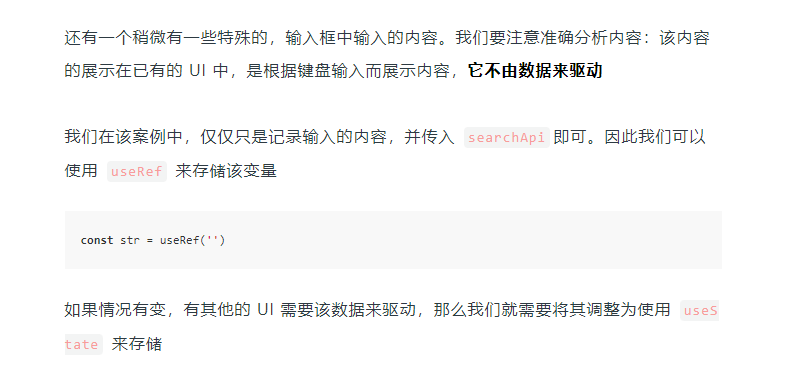 还有一个稍微有一些特殊的，输入框中输入的内容。我们要注意准确分析内容：该内容
的展示在已有的 UI 中，是根据键盘输入而展示内容，它不由数据来驱动
我们在该案例中，仅仅只是记录输入的内容，并传入 searchApi 即可。因此我们可以
使用 useRef 来存储该变量
const str = useRef('')
如果情况有变，有其他的 UI 需要该数据来驱动，那么我们就需要将其调整为使用 useS
tate 来存储